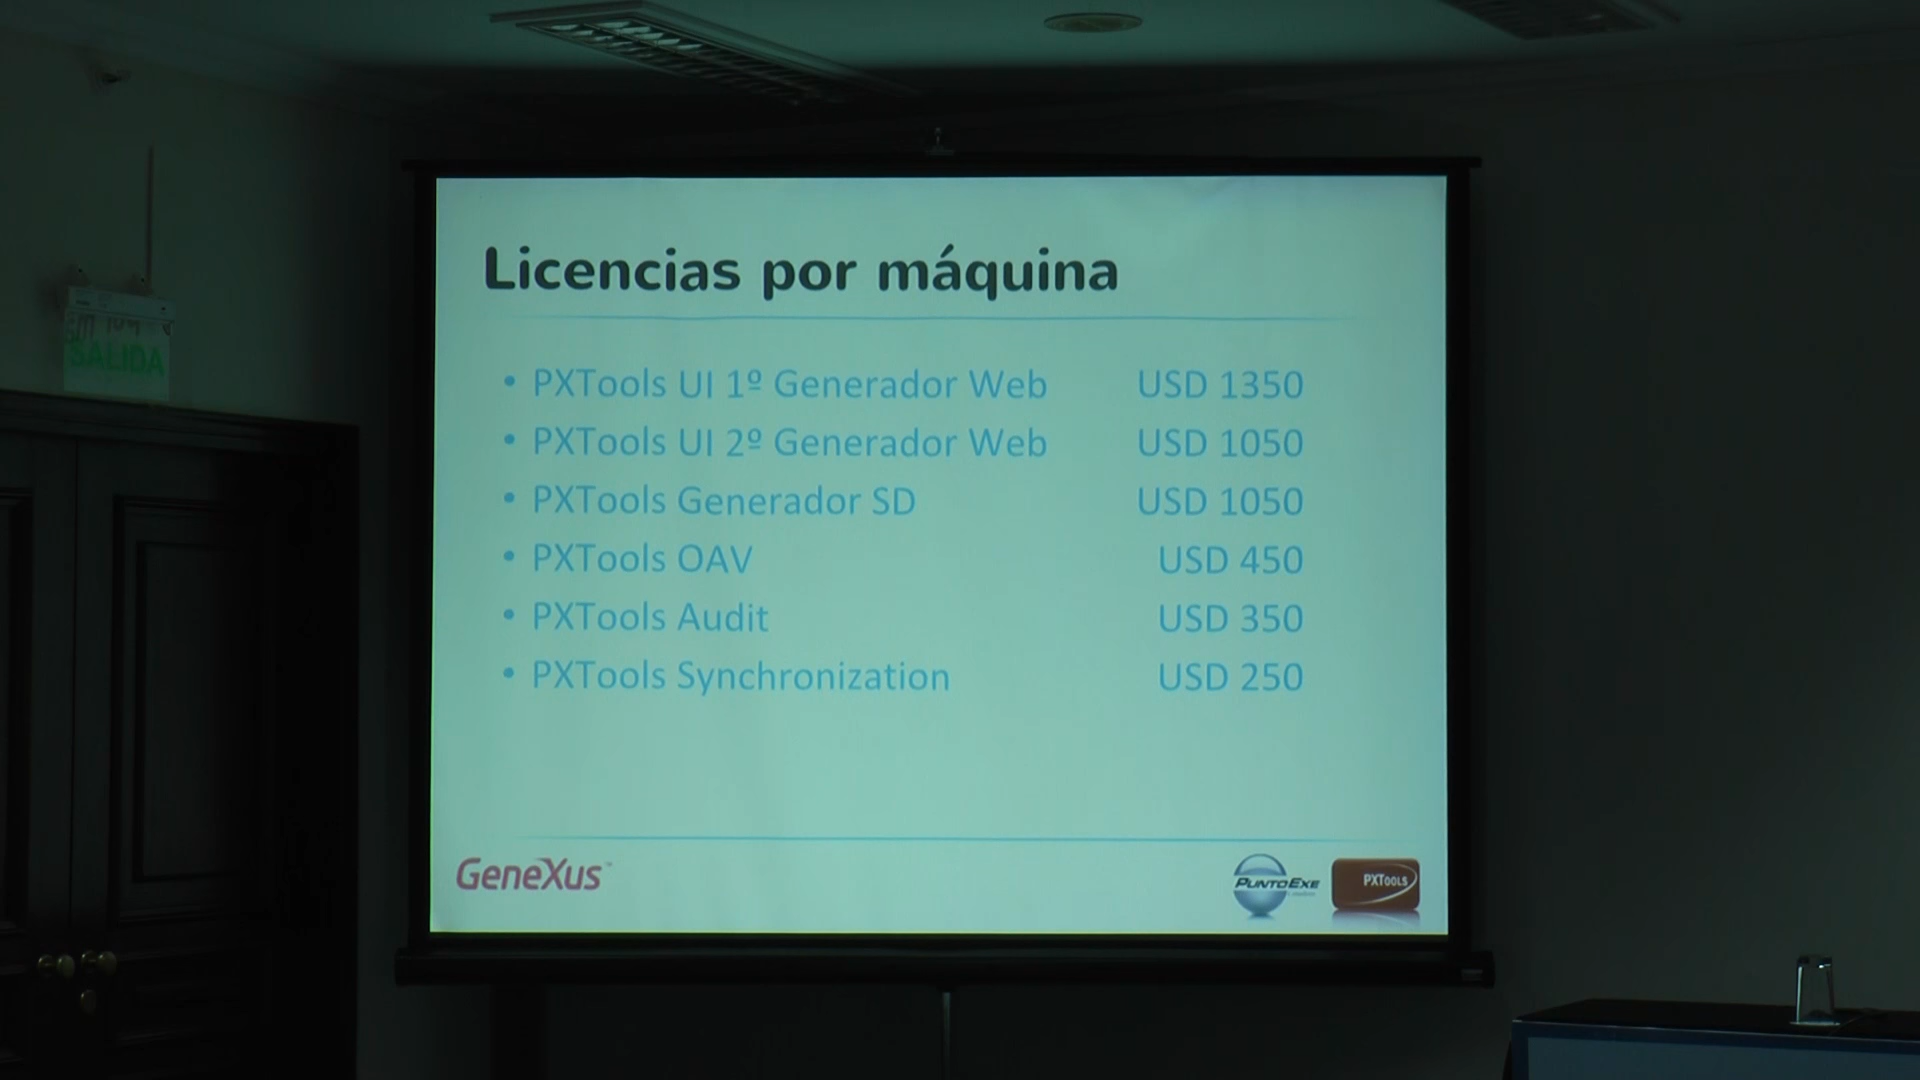 SALIDA
Licencias por máquina
• PXTools UI 1º Generador Web USD 1350
• PXTools UI 2º Generador Web USD 1050
• PXTools Generador SD USD 1050
• PXTools OAV USD 450
• PXTools Audit USD 350
• PXTools Synchronization USD 250
GeneXus™
PUNTOEXE
PXTOOLS